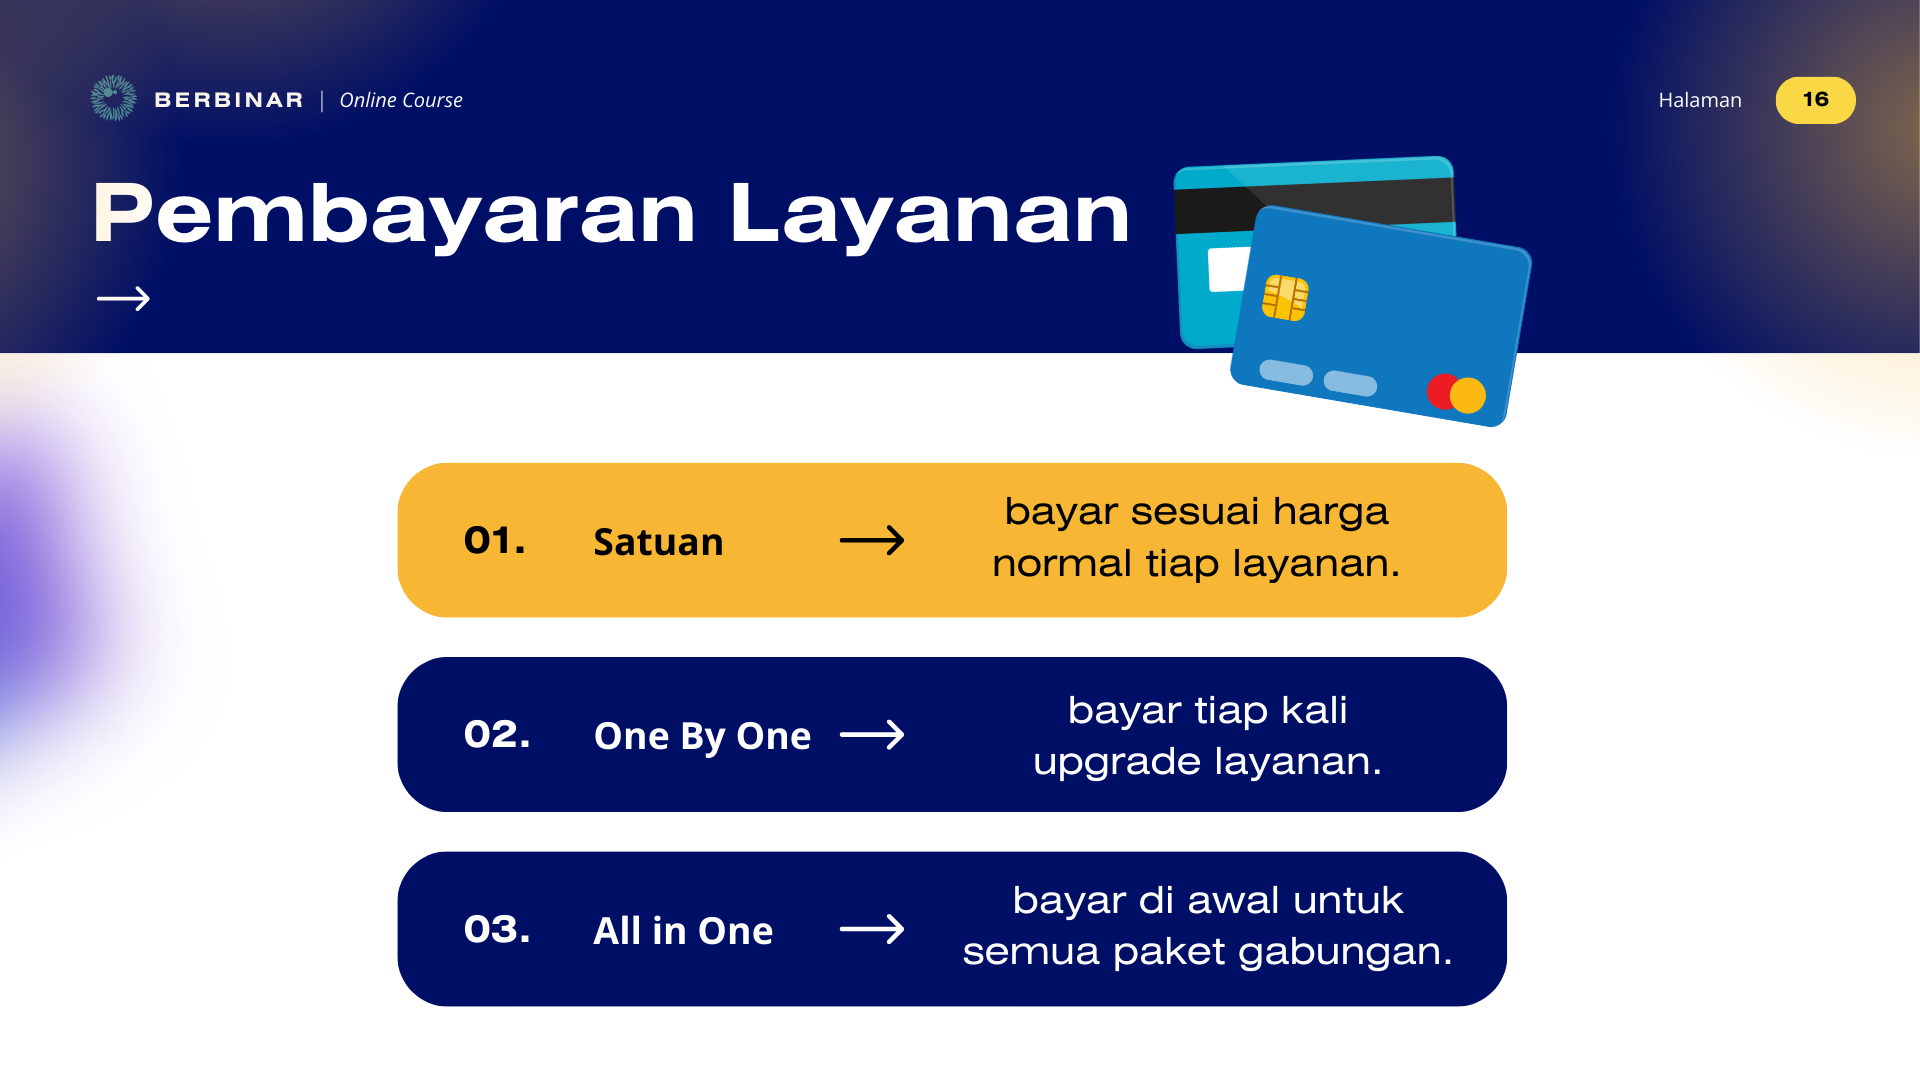 BERBINAR | Online Course
Halaman 16
Pembayaran Layanan
01. Satuan
bayar sesuai harga
normal tiap layanan.
02. One By One
bayar tiap kali
upgrade layanan.
03. All in One
bayar di awal untuk
semua paket gabungan.